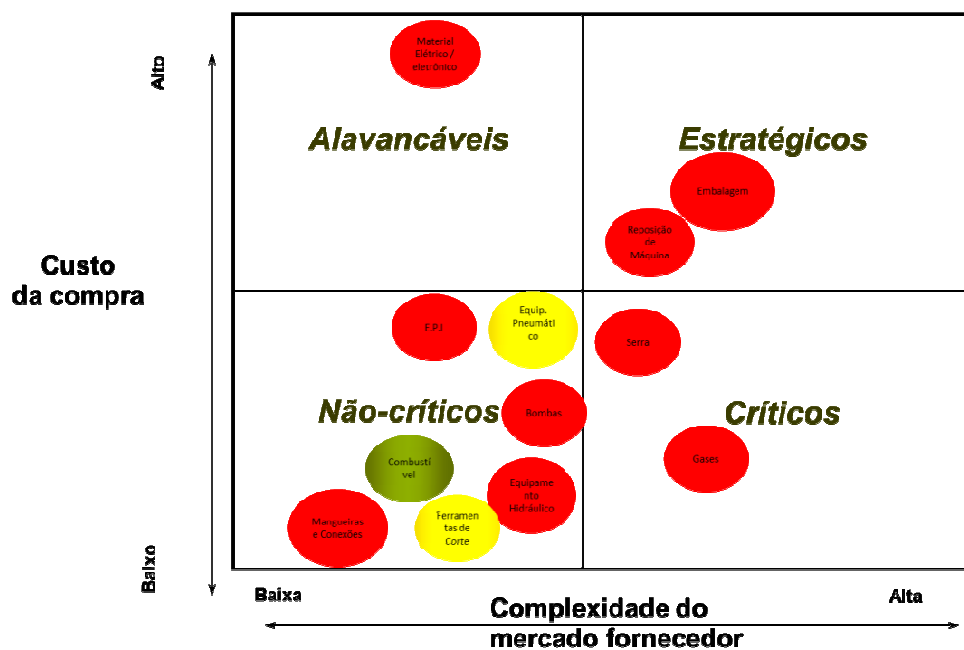 Material
Elétrico /
eletrônico
Alto
Alavancáveis
Estratégicos
Embalagem
Reposição
de
Máquina
Custo
da compra
E.P.I
Equip.
Pneumáti
co
Serra
Não-críticos
Bombas
Críticos
Combustí
vel
Gases
Equipame
nto
Hidráulico
Mangueiras
e Conexões
Ferramen
tas de
Corte
Baixo
Baixa
Complexidade do
mercado fornecedor
Alta